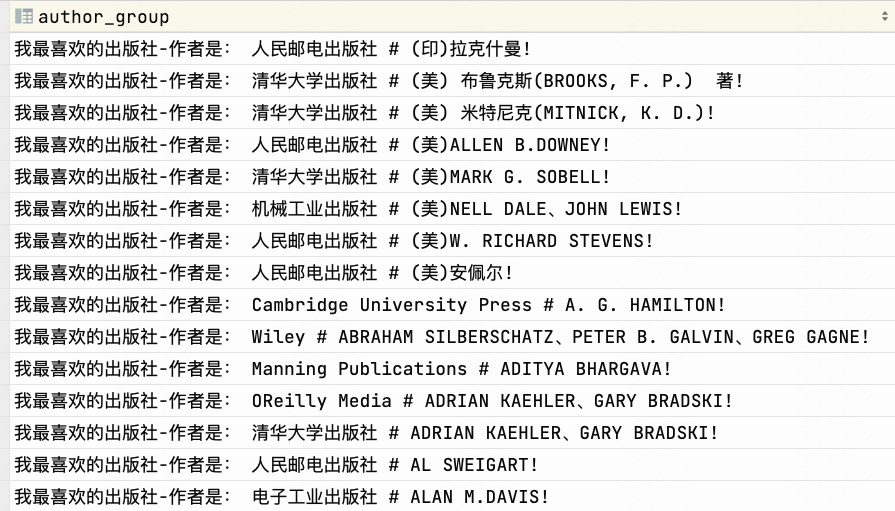 author_group
我最喜欢的出版社-作者是： 人民邮电出版社 # (印)拉克什曼!
我最喜欢的出版社-作者是： 清华大学出版社 # (美) 布鲁克斯(BROOKS, F. P.)  著!
我最喜欢的出版社-作者是： 清华大学出版社 # (美) 米特尼克(MITNICK, K. D.)!
我最喜欢的出版社-作者是： 人民邮电出版社 # (美)ALLEN B.DOWNEY!
我最喜欢的出版社-作者是： 清华大学出版社 # (美)MARK G. SOBELL!
我最喜欢的出版社-作者是： 机械工业出版社 # (美)NELL DALE、JOHN LEWIS!
我最喜欢的出版社-作者是： 人民邮电出版社 # (美)W. RICHARD STEVENS!
我最喜欢的出版社-作者是： 人民邮电出版社 # (美)安佩尔!
我最喜欢的出版社-作者是： Cambridge University Press # A. G. HAMILTON!
我最喜欢的出版社-作者是： Wiley # ABRAHAM SILBERSCHATZ、PETER B. GALVIN、GREG GAGNE!
我最喜欢的出版社-作者是： Manning Publications # ADITYA BHARGAVA!
我最喜欢的出版社-作者是： OReilly Media # ADRIAN KAEHLER、GARY BRADSKI!
我最喜欢的出版社-作者是： 清华大学出版社 # ADRIAN KAEHLER、GARY BRADSKI!
我最喜欢的出版社-作者是： 人民邮电出版社 # AL SWEIGART!
我最喜欢的出版社-作者是： 电子工业出版社 # ALAN M.DAVIS!